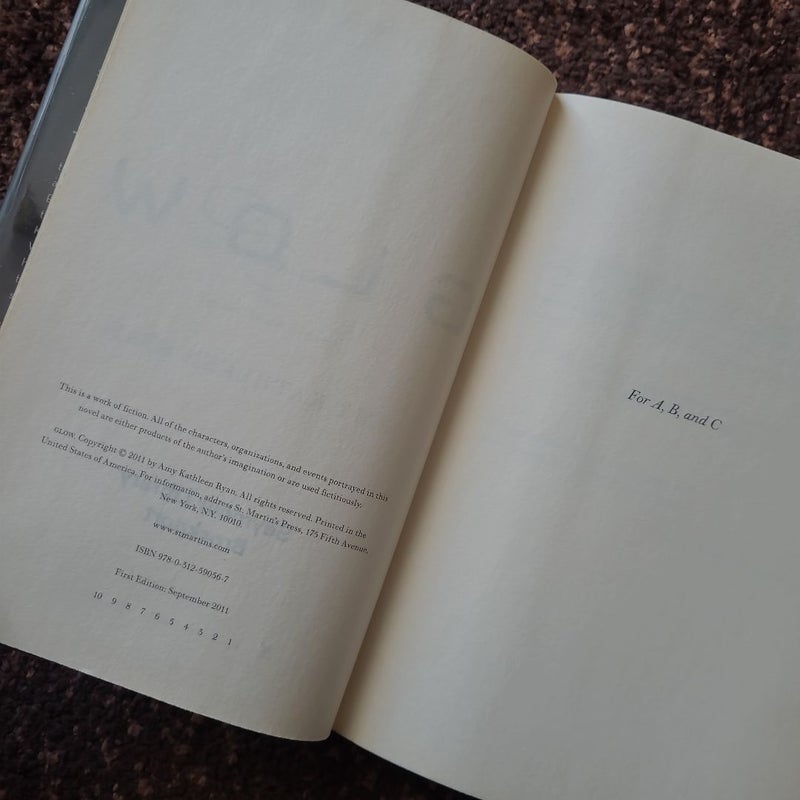 This is a work of fiction. All of the characters, organizations, and events portrayed in this
novel are either products of the author's imagination or are used fictitiously.
GLOW. Copyright © 2011 by Amy Kathleen Ryan. All rights reserved. Printed in the
United States of America. For information, address St. Martin's Press, 175 Fifth Avenue,
New York, N.Y. 10010.
www.stmartins.com
ISBN 978-0-312-59056-7
First Edition: September 2011
10 9 8 7 6 5 4 3 2 1
For A, B, and C